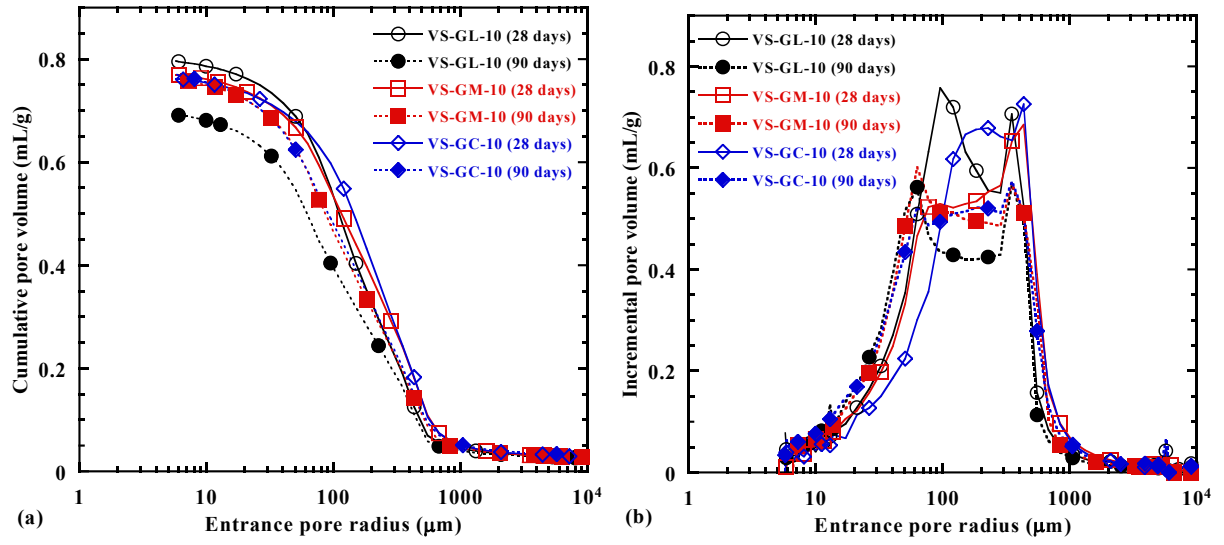 0.8
0.6
0.4
0.2
0
Cumulative pore volume (mL/g)
VS-GL-10 (28 days)
VS-GL-10 (90 days)
VS-GM-10 (28 days)
VS-GM-10 (90 days)
VS-GC-10 (28 days)
VS-GC-10 (90 days)
1 10 100 1000 10⁴
Entrance pore radius (μm)
(a)
0.8
0.6
0.4
0.2
0
Incremental pore volume (mL/g)
VS-GL-10 (28 days)
VS-GL-10 (90 days)
VS-GM-10 (28 days)
VS-GM-10 (90 days)
VS-GC-10 (28 days)
VS-GC-10 (90 days)
1 10 100 1000 10⁴
Entrance pore radius (μm)
(b)